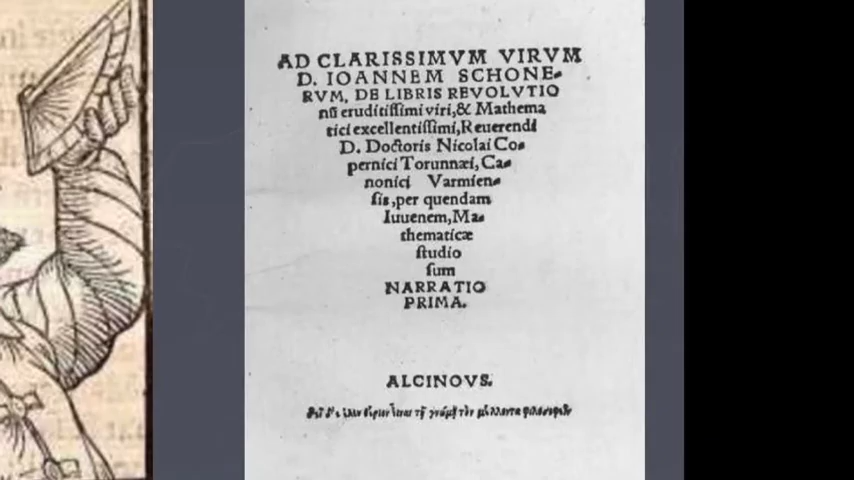 AD CLARISSIMVM VIRVM
D. IOANNEM SCHONE-
RVM, DE LIBRIS REVOLVTIO
nũ eruditiſſimi viri, & Mathema
tici excellentiſſimi, Reuerendi
D. Doctoris Nicolai Co-
pernici Torunnæi, Ca-
nonici Varmien-
ſis, per quendam
Iuuenem, Ma-
thematicæ
ſtudio
ſum
NARRATIO
PRIMA.
ALCINOVS.